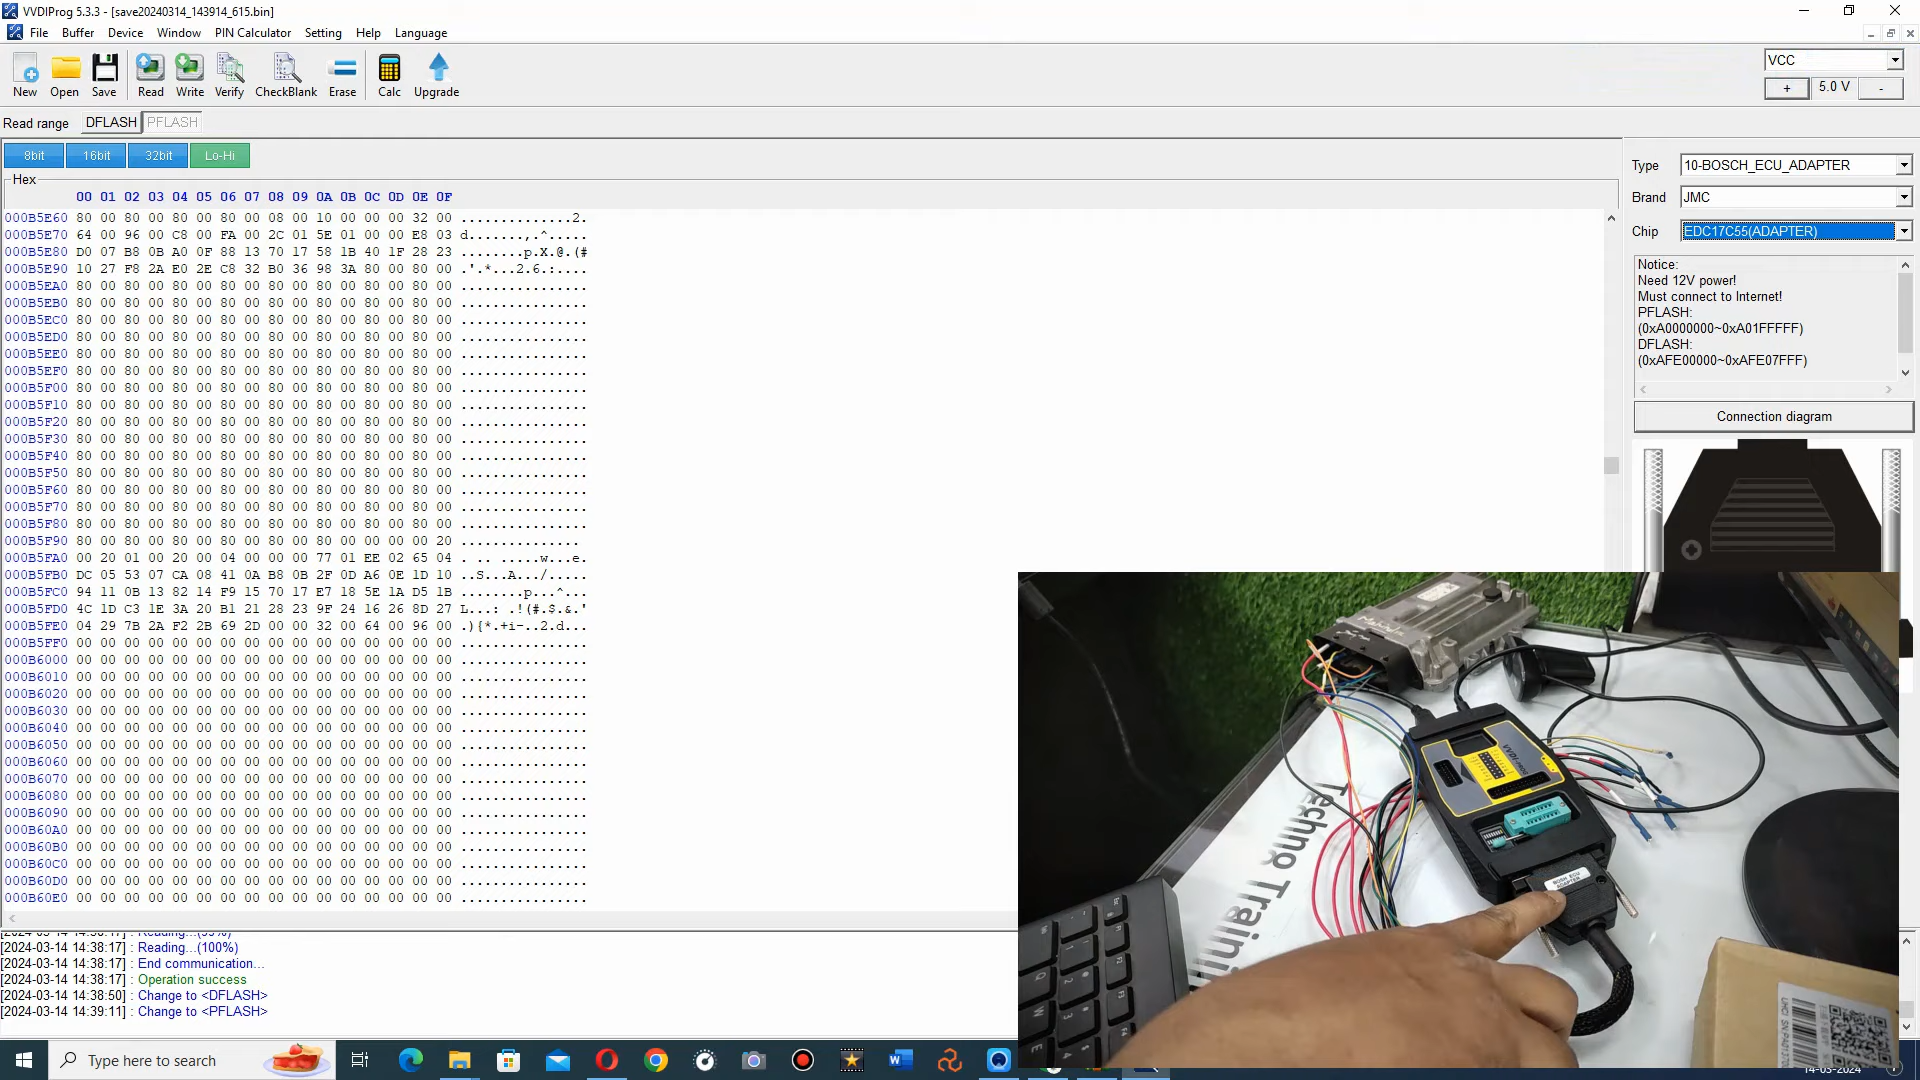 VVDIProg 5.3.3 - [save20240314_143914_615.bin]
File Buffer Device Window PIN Calculator Setting Help Language
New Open Save Read Write Verify CheckBlank Erase Calc Upgrade
VCC
+ 5.0 V -
Read range DFLASH PFLASH
8bit 16bit 32bit Lo-Hi
Hex
00 01 02 03 04 05 06 07 08 09 0A 0B 0C 0D 0E 0F
000B5E60 80 00 80 00 80 00 80 00 08 00 10 00 00 00 32 00 ..............2.
000B5E70 64 00 96 00 C8 00 FA 00 2C 01 5E 01 00 00 E8 03 d.......,.^.....
000B5E80 D0 07 B8 0B A0 0F 88 13 70 17 58 1B 40 1F 28 23 ........p.X.@.(#
000B5E90 10 27 F8 2A E0 2E C8 32 B0 36 98 3A 80 00 80 00 .'.*...2.6.:....
000B5EA0 80 00 80 00 80 00 80 00 80 00 80 00 80 00 80 00 ................
000B5EB0 80 00 80 00 80 00 80 00 80 00 80 00 80 00 80 00 ................
000B5EC0 80 00 80 00 80 00 80 00 80 00 80 00 80 00 80 00 ................
000B5ED0 80 00 80 00 80 00 80 00 80 00 80 00 80 00 80 00 ................
000B5EE0 80 00 80 00 80 00 80 00 80 00 80 00 80 00 80 00 ................
000B5EF0 80 00 80 00 80 00 80 00 80 00 80 00 80 00 80 00 ................
000B5F00 80 00 80 00 80 00 80 00 80 00 80 00 80 00 80 00 ................
000B5F10 80 00 80 00 80 00 80 00 80 00 80 00 80 00 80 00 ................
000B5F20 80 00 80 00 80 00 80 00 80 00 80 00 80 00 80 00 ................
000B5F30 80 00 80 00 80 00 80 00 80 00 80 00 80 00 80 00 ................
000B5F40 80 00 80 00 80 00 80 00 80 00 80 00 80 00 80 00 ................
000B5F50 80 00 80 00 80 00 80 00 80 00 80 00 80 00 80 00 ................
000B5F60 80 00 80 00 80 00 80 00 80 00 80 00 80 00 80 00 ................
000B5F70 80 00 80 00 80 00 80 00 80 00 80 00 80 00 80 00 ................
000B5F80 80 00 80 00 80 00 80 00 80 00 80 00 80 00 80 00 ................
000B5F90 80 00 80 00 80 00 80 00 80 00 80 00 80 00 00 20 ...............
000B5FA0 00 20 01 00 20 00 04 00 00 00 77 01 EE 02 65 04 . .. .....w...e.
000B5FB0 DC 05 53 07 CA 08 41 0A B8 0B 2F 0D A6 0E 1D 10 ..S...A.../.....
000B5FC0 94 11 0B 13 82 14 F9 15 70 17 E7 18 5E 1A D5 1B ........p...^...
000B5FD0 4C 1D C3 1E 3A 20 B1 21 28 23 9F 24 16 26 8D 27 L...: .!(#.$.&.'
000B5FE0 04 29 7B 2A F2 2B 69 2D 00 00 32 00 64 00 96 00 .){*.+i-..2.d...
000B5FF0 00 00 00 00 00 00 00 00 00 00 00 00 00 00 00 00 ................
000B6000 00 00 00 00 00 00 00 00 00 00 00 00 00 00 00 00 ................
000B6010 00 00 00 00 00 00 00 00 00 00 00 00 00 00 00 00 ................
000B6020 00 00 00 00 00 00 00 00 00 00 00 00 00 00 00 00 ................
000B6030 00 00 00 00 00 00 00 00 00 00 00 00 00 00 00 00 ................
000B6040 00 00 00 00 00 00 00 00 00 00 00 00 00 00 00 00 ................
000B6050 00 00 00 00 00 00 00 00 00 00 00 00 00 00 00 00 ................
000B6060 00 00 00 00 00 00 00 00 00 00 00 00 00 00 00 00 ................
000B6070 00 00 00 00 00 00 00 00 00 00 00 00 00 00 00 00 ................
000B6080 00 00 00 00 00 00 00 00 00 00 00 00 00 00 00 00 ................
000B6090 00 00 00 00 00 00 00 00 00 00 00 00 00 00 00 00 ................
000B60A0 00 00 00 00 00 00 00 00 00 00 00 00 00 00 00 00 ................
000B60B0 00 00 00 00 00 00 00 00 00 00 00 00 00 00 00 00 ................
000B60C0 00 00 00 00 00 00 00 00 00 00 00 00 00 00 00 00 ................
000B60D0 00 00 00 00 00 00 00 00 00 00 00 00 00 00 00 00 ................
000B60E0 00 00 00 00 00 00 00 00 00 00 00 00 00 00 00 00 ................
Type 10-BOSCH_ECU_ADAPTER
Brand JMC
Chip EDC17C55(ADAPTER)
Notice:
Need 12V power!
Must connect to Internet!
PFLASH:
(0xA0000000~0xA01FFFFF)
DFLASH:
(0xAFE00000~0xAFE07FFF)
Connection diagram
[2024-03-14 14:38:17] : Reading...(99%)
[2024-03-14 14:38:17] : Reading...(100%)
[2024-03-14 14:38:17] : End communication...
[2024-03-14 14:38:17] : Operation success
[2024-03-14 14:38:50] : Change to <DFLASH>
[2024-03-14 14:39:11] : Change to <PFLASH>
VVDI PROG
BOSH ECU
ADAPTER
Techno Trainin
Type here to search
14-03-2024